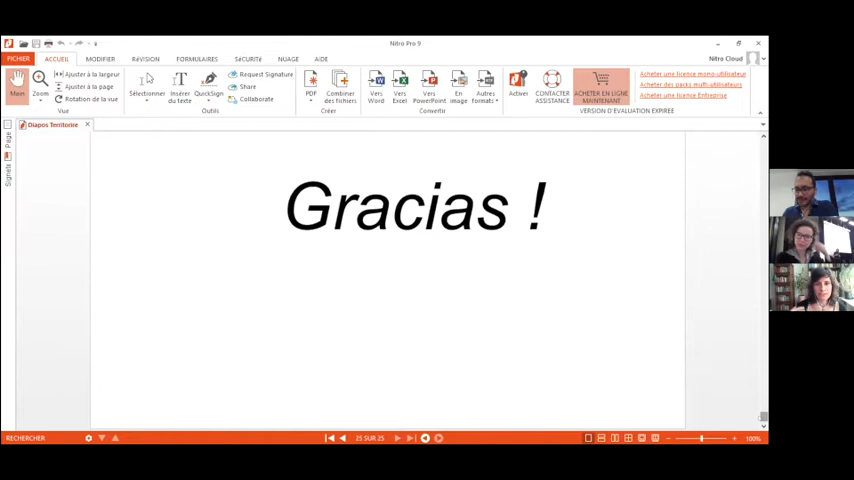 Nitro Pro 9
FICHIER ACCUEIL MODIFIER RÉVISION FORMULAIRES SÉCURITÉ NUAGE AIDE
Nitro Cloud
Main
Zoom
Ajuster à la largeur
Ajuster à la page
Rotation de la vue
Vue
Sélectionner
Insérer du texte
QuickSign
Request Signature
Share
Collaborate
Outils
PDF
Combiner des fichiers
Créer
Vers Word
Vers Excel
Vers PowerPoint
En image
Autres formats
Convertir
Activer
CONTACTER ASSISTANCE
ACHETER EN LIGNE MAINTENANT
Acheter une licence mono-utilisateur
Acheter des packs multi-utilisateurs
Acheter une licence Entreprise
VERSION D'ÉVALUATION EXPIRÉE
Diapos Territoire
Page
Signets
Gracias !
RECHERCHER
25 SUR 25
100%